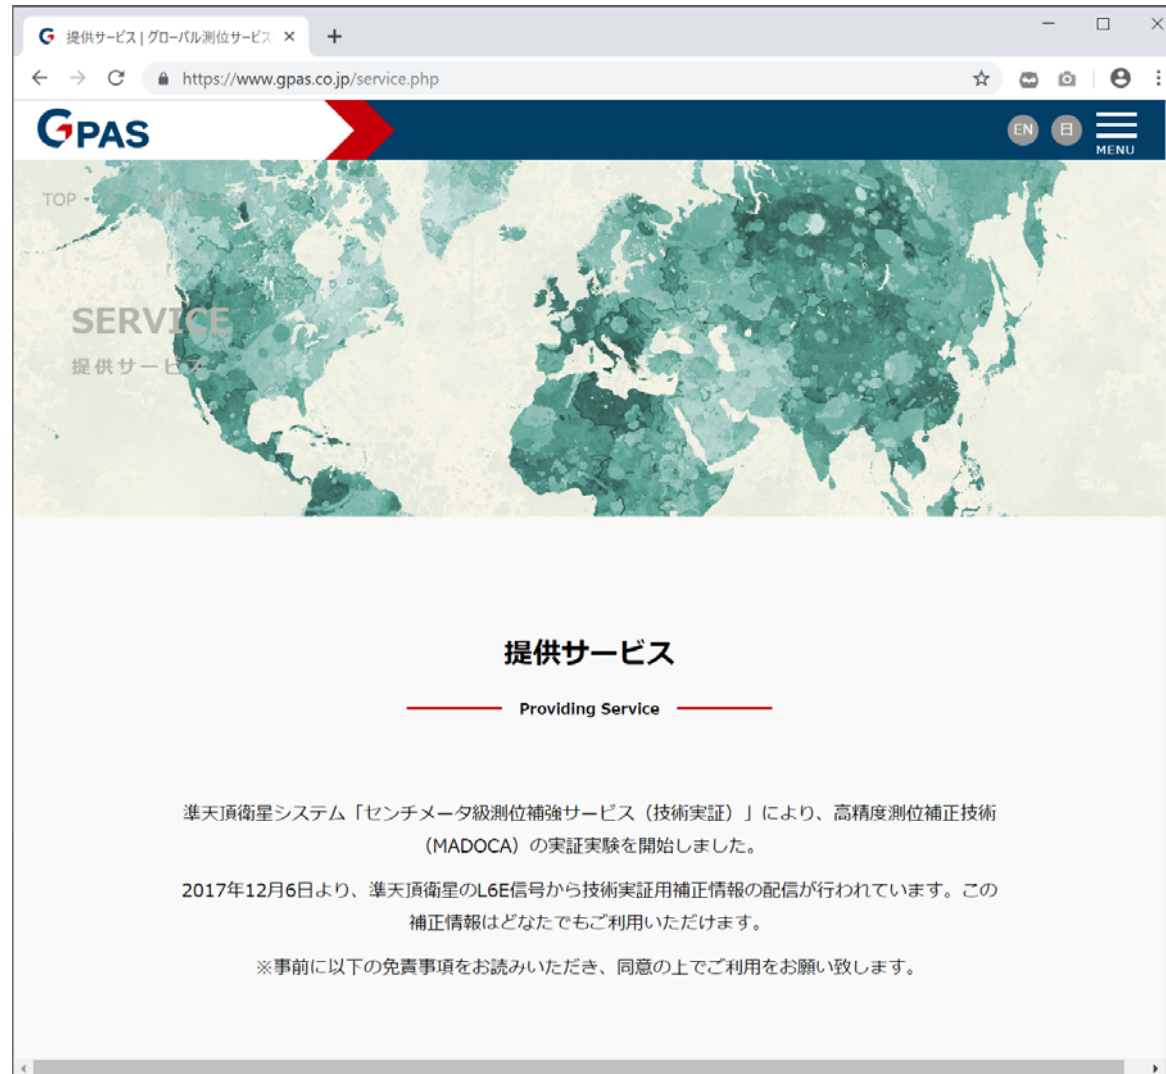 提供サービス | グローバル測位サービス
https://www.gpas.co.jp/service.php
GPAS
EN
日
MENU
TOP
提供サービス
SERVICE
提供サービス
提供サービス
Providing Service
準天頂衛星システム「センチメータ級測位補強サービス（技術実証）」により、高精度測位補正技術
（MADOCA）の実証実験を開始しました。
2017年12月6日より、準天頂衛星のL6E信号から技術実証用補正情報の配信が行われています。この
補正情報はどなたでもご利用いただけます。
※事前に以下の免責事項をお読みいただき、同意の上でご利用をお願い致します。